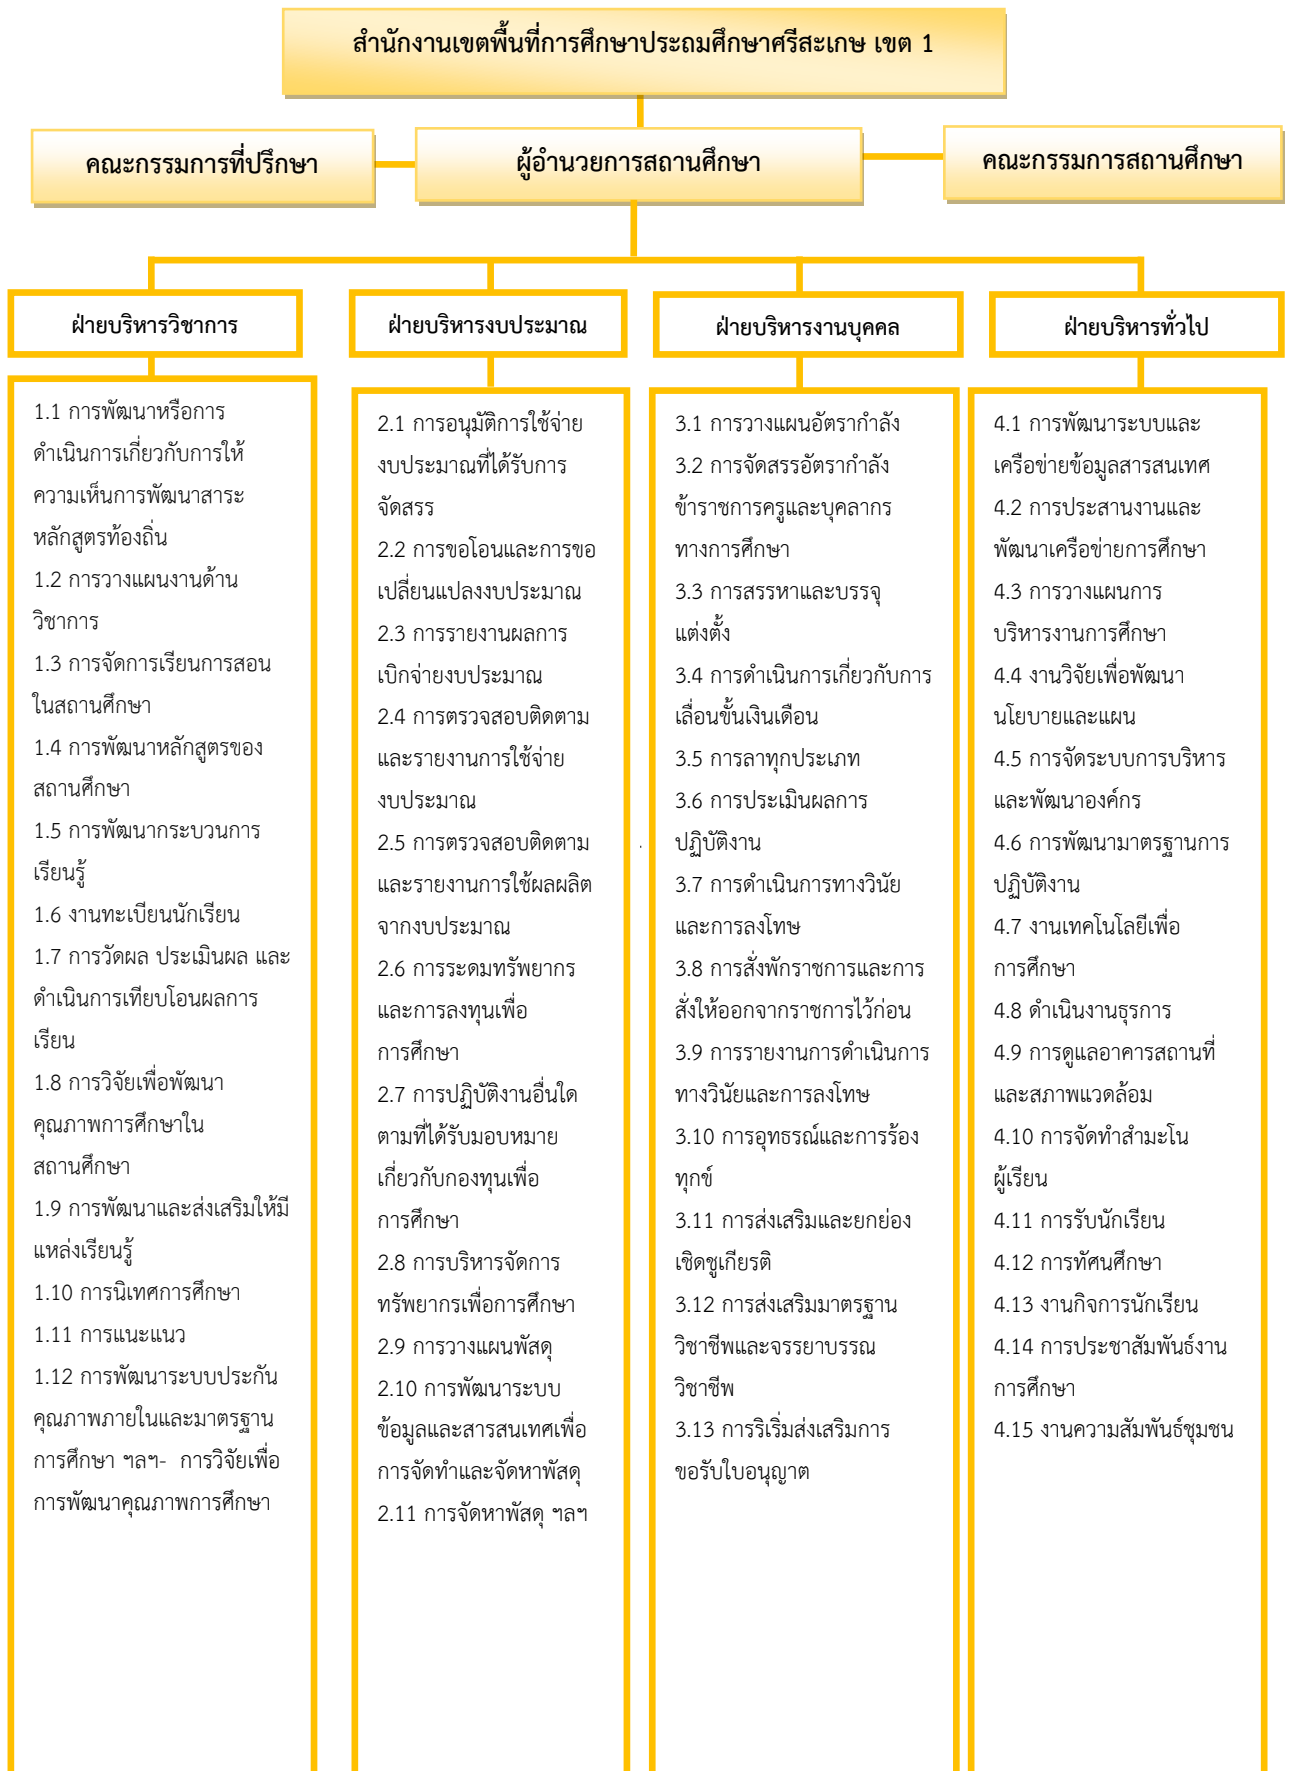 สำนักงานเขตพื้นที่การศึกษาประถมศึกษาศรีสะเกษ เขต 1
คณะกรรมการที่ปรึกษา
ผู้อำนวยการสถานศึกษา
คณะกรรมการสถานศึกษา
ฝ่ายบริหารวิชาการ
ฝ่ายบริหารงบประมาณ
ฝ่ายบริหารงานบุคคล
ฝ่ายบริหารทั่วไป
1.1 การพัฒนาหรือการ
ดำเนินการเกี่ยวกับการให้
ความเห็นการพัฒนาสาระ
หลักสูตรท้องถิ่น
1.2 การวางแผนงานด้าน
วิชาการ
1.3 การจัดการเรียนการสอน
ในสถานศึกษา
1.4 การพัฒนาหลักสูตรของ
สถานศึกษา
1.5 การพัฒนากระบวนการ
เรียนรู้
1.6 งานทะเบียนนักเรียน
1.7 การวัดผล ประเมินผล และ
ดำเนินการเทียบโอนผลการ
เรียน
1.8 การวิจัยเพื่อพัฒนา
คุณภาพการศึกษาใน
สถานศึกษา
1.9 การพัฒนาและส่งเสริมให้มี
แหล่งเรียนรู้
1.10 การนิเทศการศึกษา
1.11 การแนะแนว
1.12 การพัฒนาระบบประกัน
คุณภาพภายในและมาตรฐาน
การศึกษา ฯลฯ- การวิจัยเพื่อ
การพัฒนาคุณภาพการศึกษา
2.1 การอนุมัติการใช้จ่าย
งบประมาณที่ได้รับการ
จัดสรร
2.2 การขอโอนและการขอ
เปลี่ยนแปลงงบประมาณ
2.3 การรายงานผลการ
เบิกจ่ายงบประมาณ
2.4 การตรวจสอบติดตาม
และรายงานการใช้จ่าย
งบประมาณ
2.5 การตรวจสอบติดตาม
และรายงานการใช้ผลผลิต
จากงบประมาณ
2.6 การระดมทรัพยากร
และการลงทุนเพื่อ
การศึกษา
2.7 การปฏิบัติงานอื่นใด
ตามที่ได้รับมอบหมาย
เกี่ยวกับกองทุนเพื่อ
การศึกษา
2.8 การบริหารจัดการ
ทรัพยากรเพื่อการศึกษา
2.9 การวางแผนพัสดุ
2.10 การพัฒนาระบบ
ข้อมูลและสารสนเทศเพื่อ
การจัดทำและจัดหาพัสดุ
2.11 การจัดหาพัสดุ ฯลฯ
3.1 การวางแผนอัตรากำลัง
3.2 การจัดสรรอัตรากำลัง
ข้าราชการครูและบุคลากร
ทางการศึกษา
3.3 การสรรหาและบรรจุ
แต่งตั้ง
3.4 การดำเนินการเกี่ยวกับการ
เลื่อนขั้นเงินเดือน
3.5 การลาทุกประเภท
3.6 การประเมินผลการ
ปฏิบัติงาน
3.7 การดำเนินการทางวินัย
และการลงโทษ
3.8 การสั่งพักราชการและการ
สั่งให้ออกจากราชการไว้ก่อน
3.9 การรายงานการดำเนินการ
ทางวินัยและการลงโทษ
3.10 การอุทธรณ์และการร้อง
ทุกข์
3.11 การส่งเสริมและยกย่อง
เชิดชูเกียรติ
3.12 การส่งเสริมมาตรฐาน
วิชาชีพและจรรยาบรรณ
วิชาชีพ
3.13 การริเริ่มส่งเสริมการ
ขอรับใบอนุญาต
4.1 การพัฒนาระบบและ
เครือข่ายข้อมูลสารสนเทศ
4.2 การประสานงานและ
พัฒนาเครือข่ายการศึกษา
4.3 การวางแผนการ
บริหารงานการศึกษา
4.4 งานวิจัยเพื่อพัฒนา
นโยบายและแผน
4.5 การจัดระบบการบริหาร
และพัฒนาองค์กร
4.6 การพัฒนามาตรฐานการ
ปฏิบัติงาน
4.7 งานเทคโนโลยีเพื่อ
การศึกษา
4.8 ดำเนินงานธุรการ
4.9 การดูแลอาคารสถานที่
และสภาพแวดล้อม
4.10 การจัดทำสำมะโน
ผู้เรียน
4.11 การรับนักเรียน
4.12 การทัศนศึกษา
4.13 งานกิจการนักเรียน
4.14 การประชาสัมพันธ์งาน
การศึกษา
4.15 งานความสัมพันธ์ชุมชน